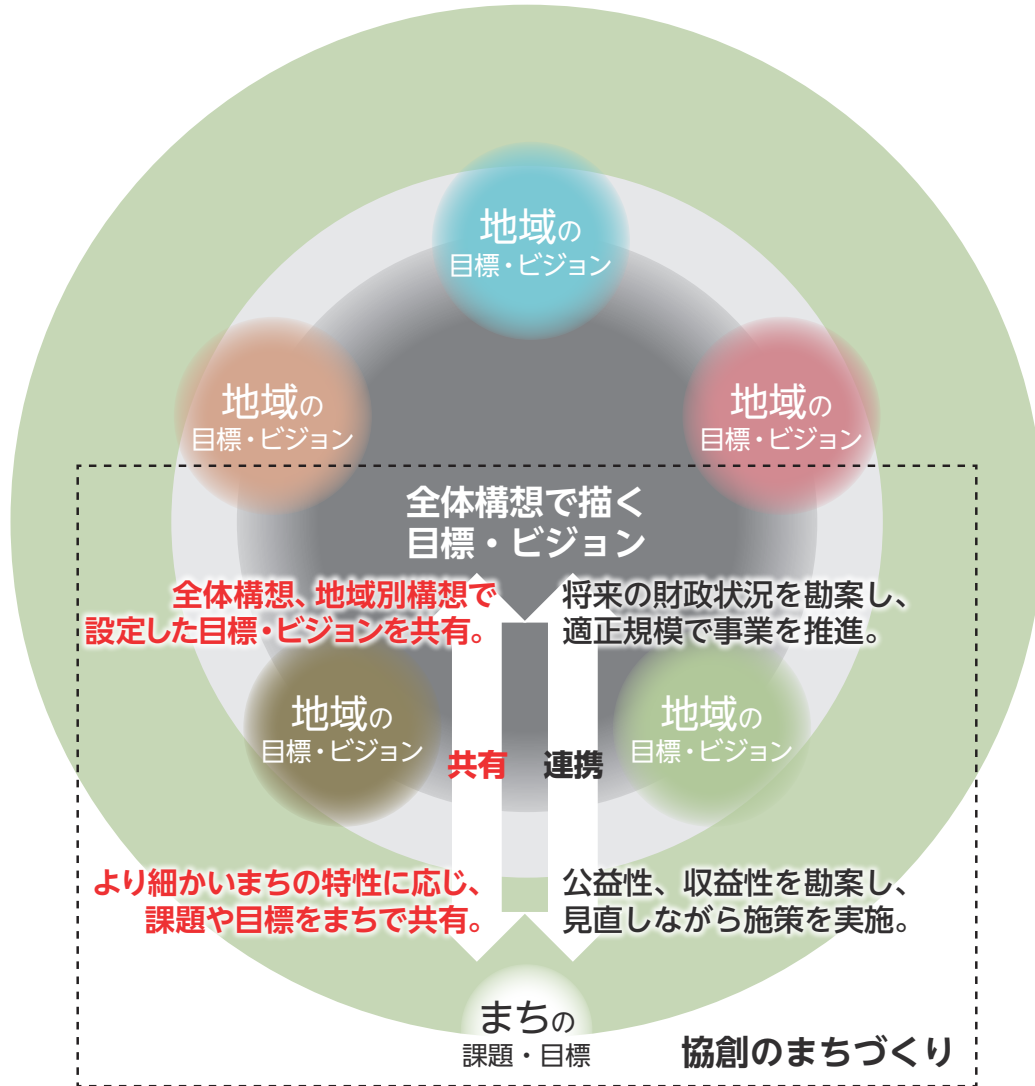 地域の
目標・ビジョン
地域の
目標・ビジョン
地域の
目標・ビジョン
全体構想で描く
目標・ビジョン
全体構想、地域別構想で
設定した目標・ビジョンを共有。
将来の財政状況を勘案し、
適正規模で事業を推進。
地域の
目標・ビジョン
地域の
目標・ビジョン
共有
連携
より細かいまちの特性に応じ、
課題や目標をまちで共有。
公益性、収益性を勘案し、
見直しながら施策を実施。
まちの
課題・目標
協創のまちづくり